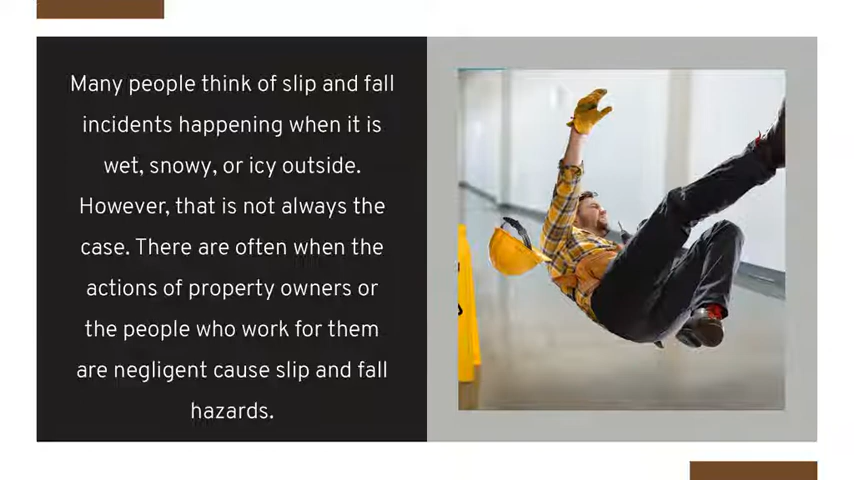 Many people think of slip and fall
incidents happening when it is
wet, snowy, or icy outside.
However, that is not always the
case. There are often when the
actions of property owners or
the people who work for them
are negligent cause slip and fall
hazards.